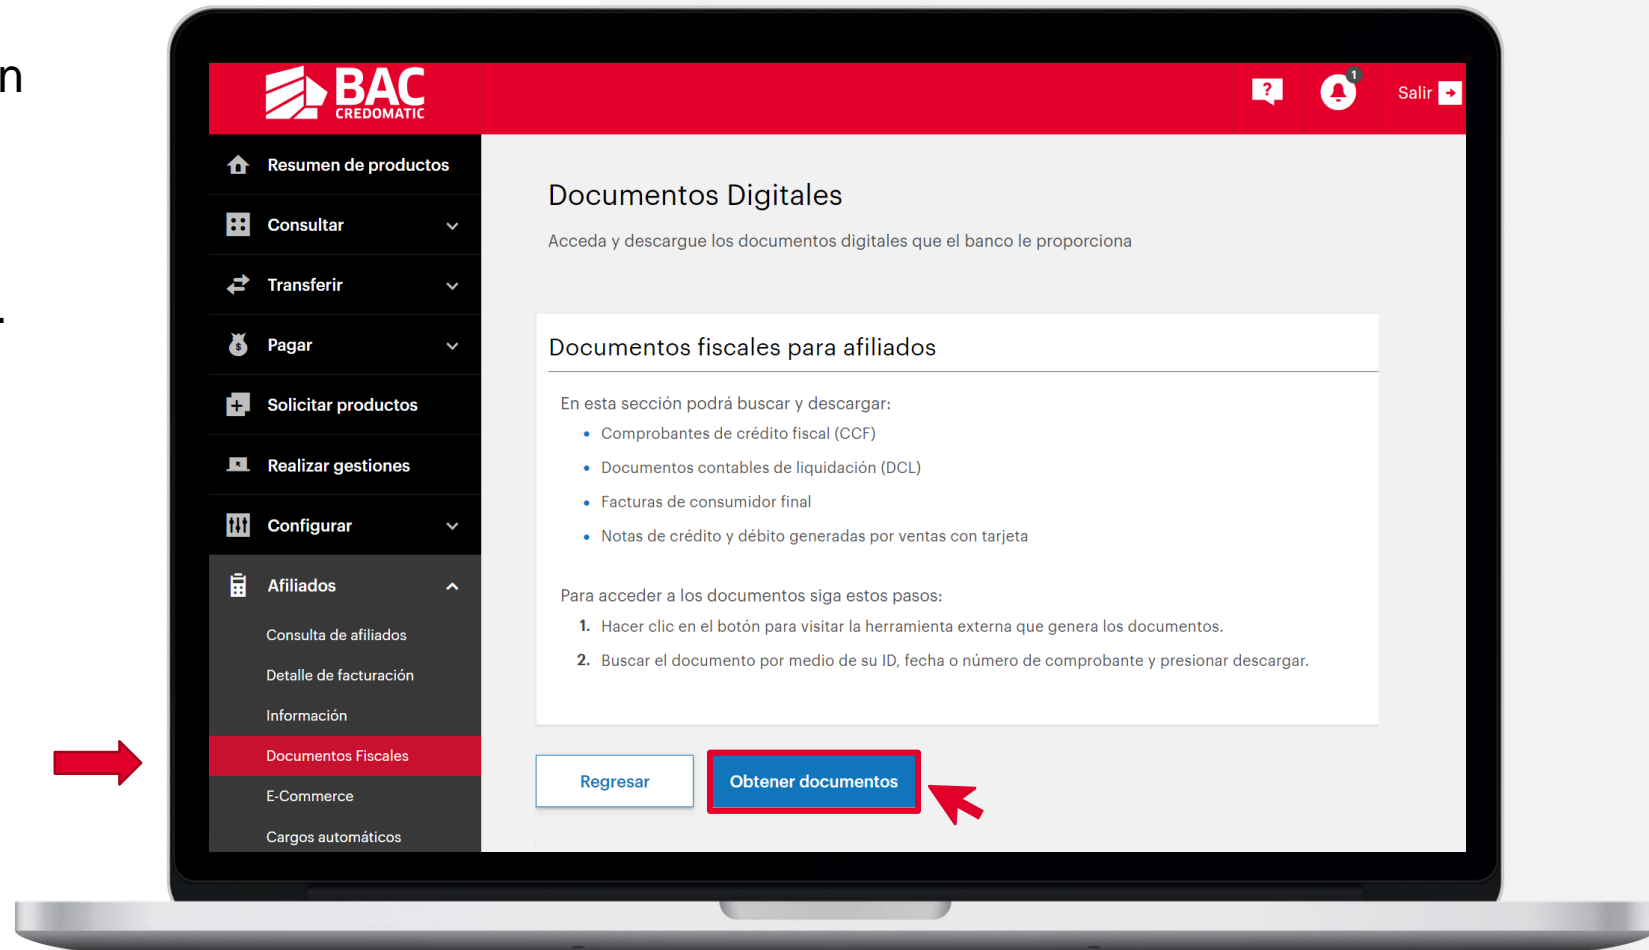 n
.
BAC
CREDOMATIC
?
1
Salir
Resumen de productos
Consultar
Transferir
Pagar
Solicitar productos
Realizar gestiones
Configurar
Afiliados
Consulta de afiliados
Detalle de facturación
Información
Documentos Fiscales
E-Commerce
Cargos automáticos
Documentos Digitales
Acceda y descargue los documentos digitales que el banco le proporciona
Documentos fiscales para afiliados
En esta sección podrá buscar y descargar:
• Comprobantes de crédito fiscal (CCF)
• Documentos contables de liquidación (DCL)
• Facturas de consumidor final
• Notas de crédito y débito generadas por ventas con tarjeta
Para acceder a los documentos siga estos pasos:
1. Hacer clic en el botón para visitar la herramienta externa que genera los documentos.
2. Buscar el documento por medio de su ID, fecha o número de comprobante y presionar descargar.
Regresar
Obtener documentos